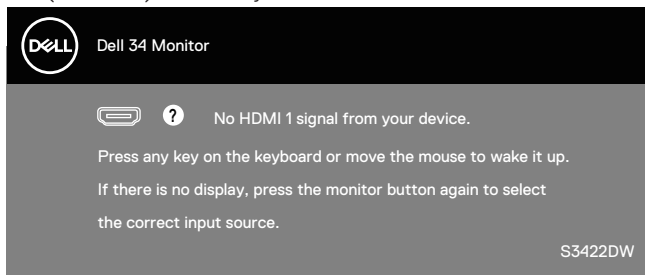 DELL
Dell 34 Monitor
? No HDMI 1 signal from your device.
Press any key on the keyboard or move the mouse to wake it up.
If there is no display, press the monitor button again to select
the correct input source.
S3422DW